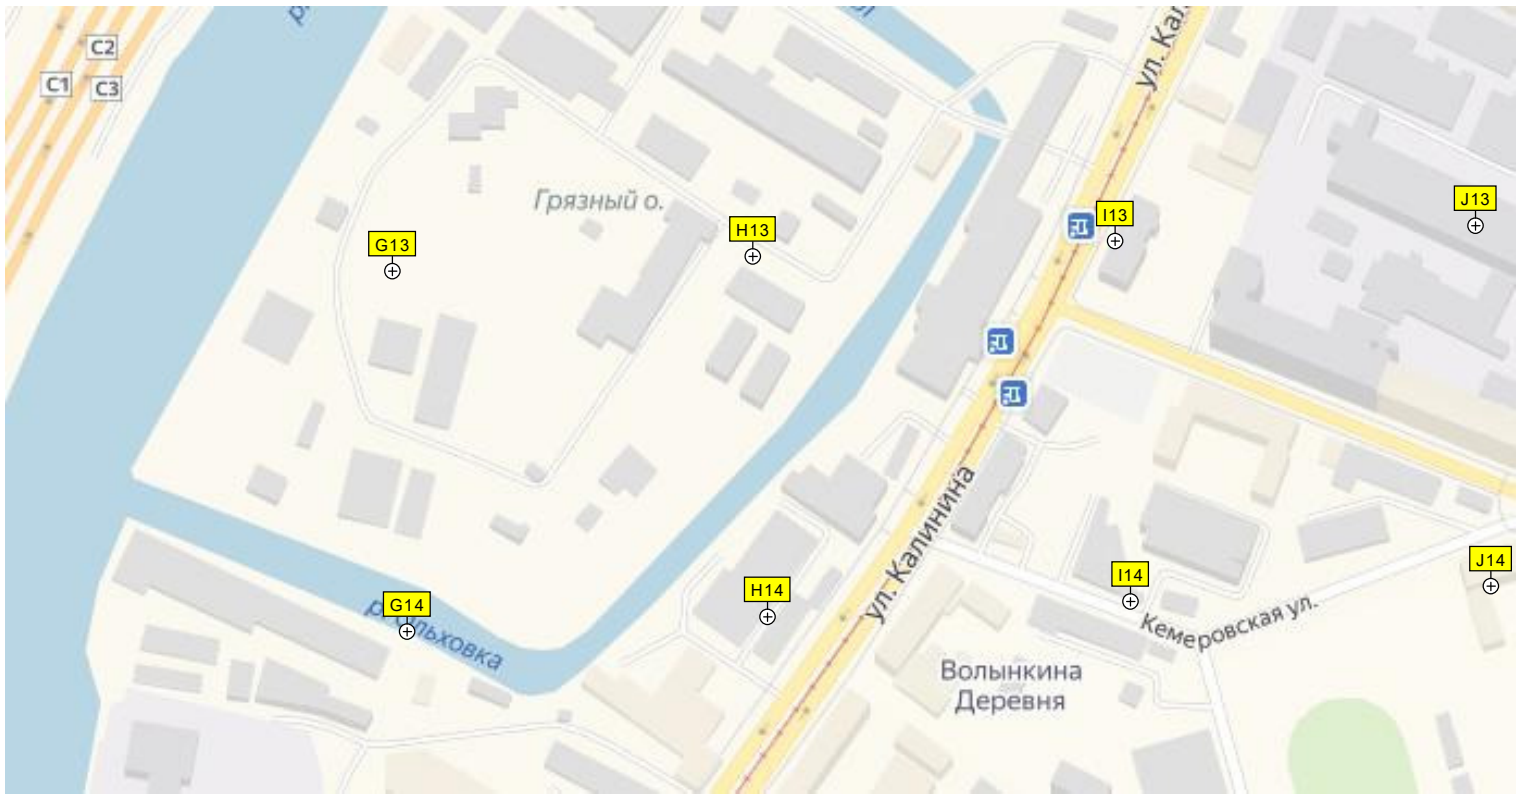 C2
C1
C3
ул. Кал
Грязный о.
J13
I13
H13
G13
ул. Калинина
J14
I14
H14
G14
р. Ольховка
Кемеровская ул.
Волынкина
Деревня